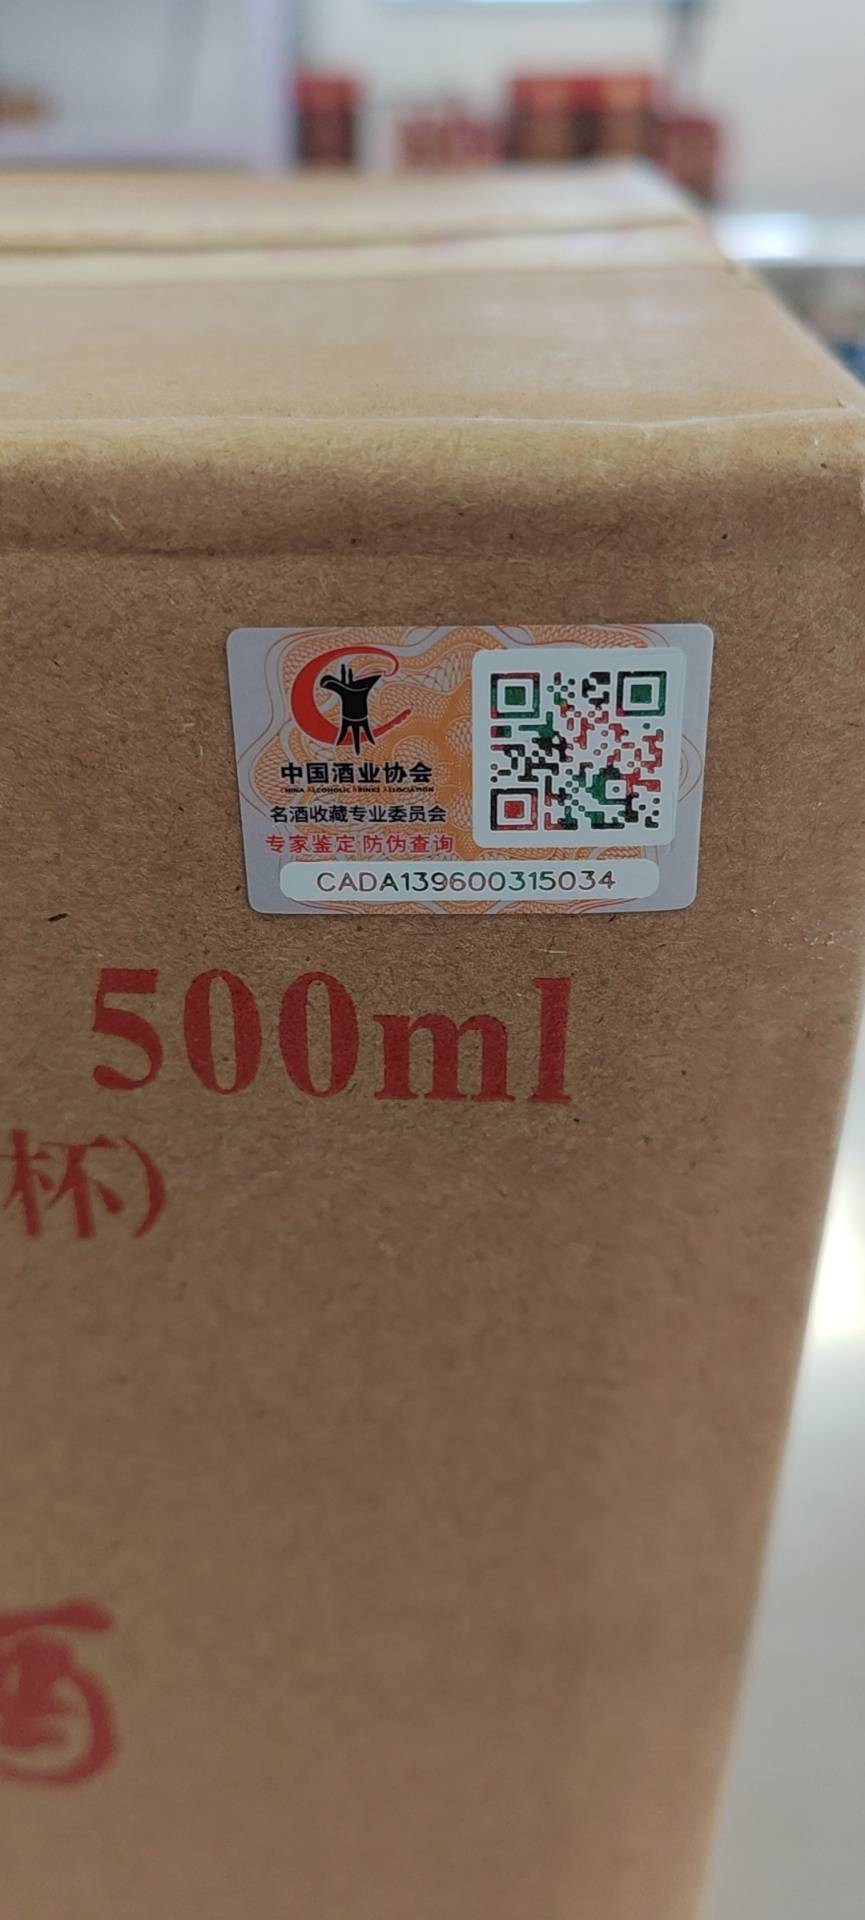 中国酒业协会
CHINA ALCOHOLIC DRINKS ASSOCIATION
名酒收藏专业委员会
专家鉴定 防伪查询
CADA139600315034
500ml
杯)
酒